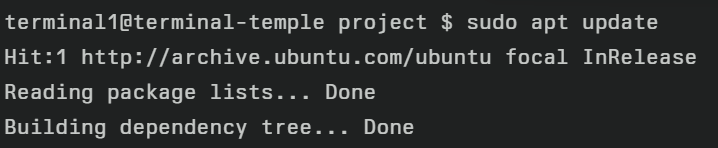 terminal1@terminal-temple project $ sudo apt update
Hit:1 http://archive.ubuntu.com/ubuntu focal InRelease
Reading package lists... Done
Building dependency tree... Done